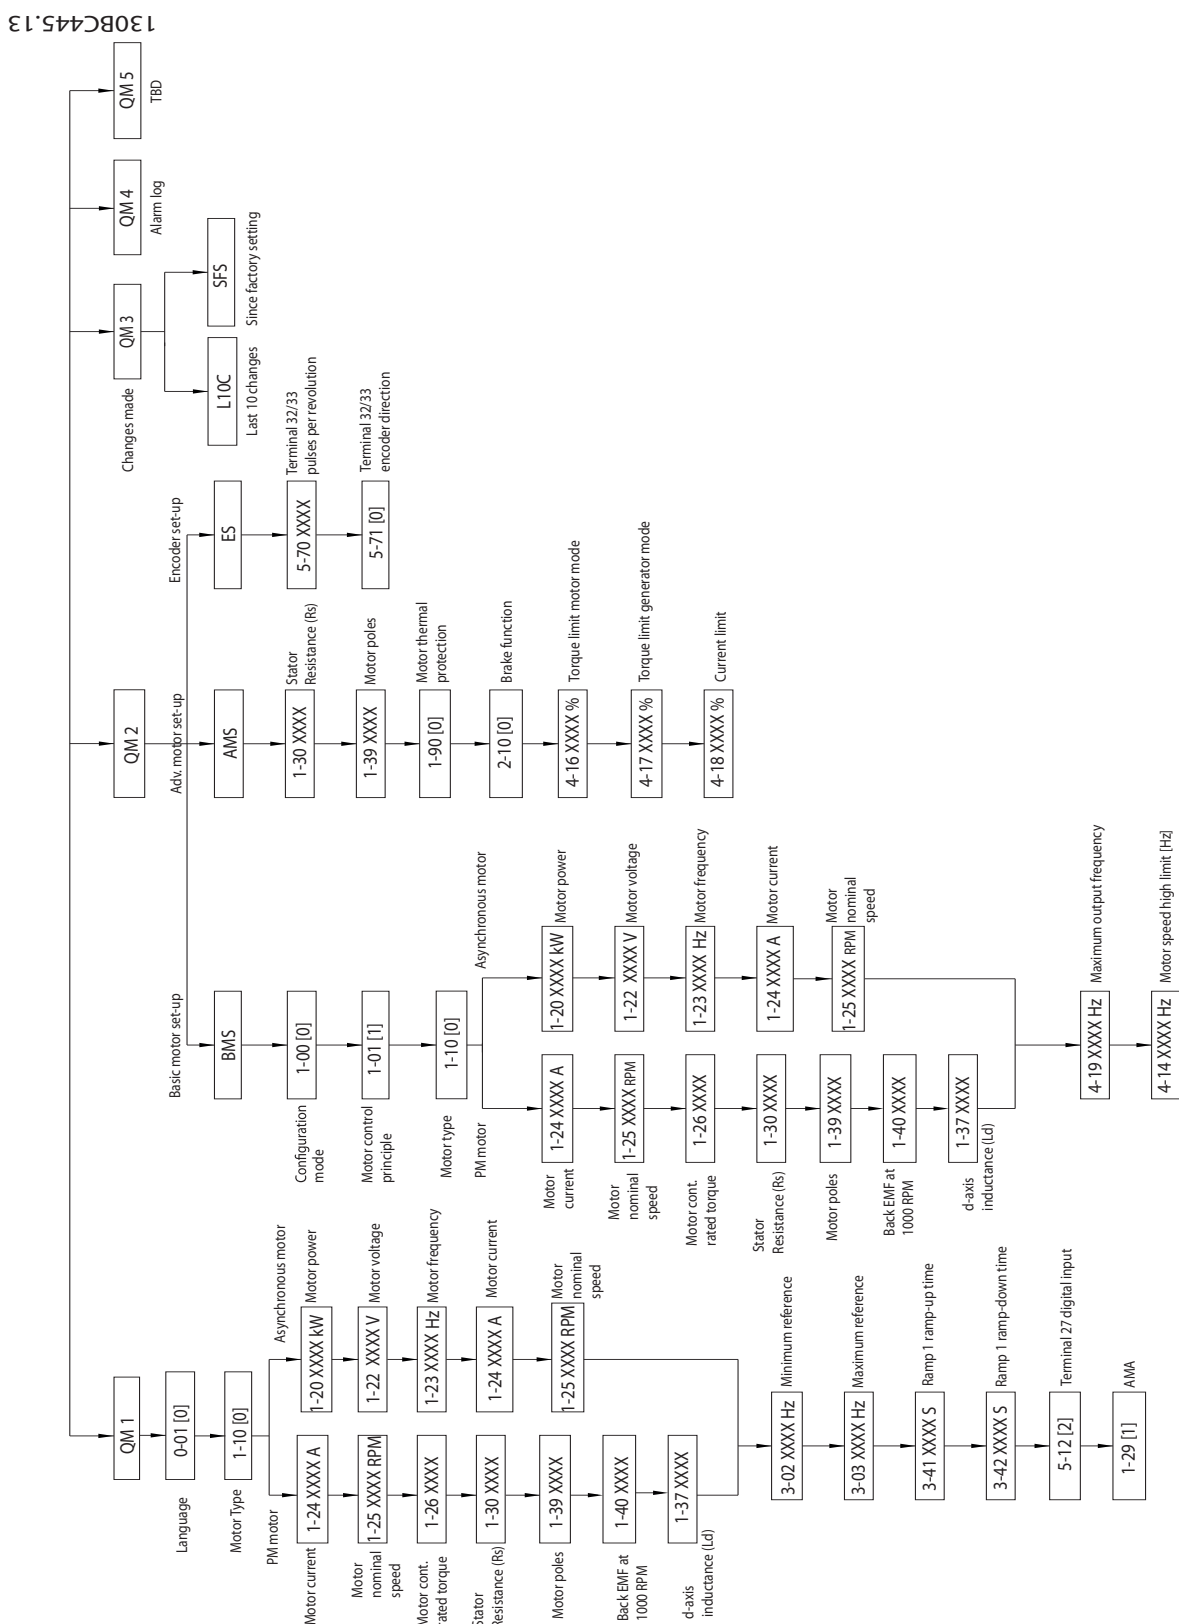 130BC445.13
QM 1
0-01 [0]
Language
1-10 [0]
Motor Type
PM motor
1-24 XXXX A
Motor current
1-25 XXXX RPM
Motor
nominal
speed
1-26 XXXX
Motor cont.
rated torque
1-30 XXXX
Stator
Resistance (Rs)
1-39 XXXX
Motor poles
1-40 XXXX
Back EMF at
1000 RPM
1-37 XXXX
d-axis
inductance (Ld)
Asynchronous motor
1-20 XXXX kW
Motor power
1-22 XXXX V
Motor voltage
1-23 XXXX Hz
Motor frequency
1-24 XXXX A
Motor current
1-25 XXXX RPM
Motor
nominal
speed
3-02 XXXX Hz
Minimum reference
3-03 XXXX Hz
Maximum reference
3-41 XXXX S
Ramp 1 ramp-up time
3-42 XXXX S
Ramp 1 ramp-down time
5-12 [2]
Terminal 27 digital input
1-29 [1]
AMA
QM 2
Basic motor set-up
BMS
1-00 [0]
Configuration
mode
1-01 [1]
Motor control
principle
1-10 [0]
Motor type
PM motor
1-24 XXXX A
Motor
current
1-25 XXXX RPM
Motor
nominal
speed
1-26 XXXX
Motor cont.
rated torque
1-30 XXXX
Stator
Resistance (Rs)
1-39 XXXX
Motor poles
1-40 XXXX
Back EMF at
1000 RPM
1-37 XXXX
d-axis
inductance (Ld)
Asynchronous motor
1-20 XXXX kW
Motor power
1-22 XXXX V
Motor voltage
1-23 XXXX Hz
Motor frequency
1-24 XXXX A
Motor current
1-25 XXXX RPM
Motor
nominal
speed
4-19 XXXX Hz
Maximum output frequency
4-14 XXXX Hz
Motor speed high limit [Hz]
Adv. motor set-up
AMS
1-30 XXXX
Stator
Resistance (Rs)
1-39 XXXX
Motor poles
1-90 [0]
Motor thermal
protection
2-10 [0]
Brake function
4-16 XXXX %
Torque limit motor mode
4-17 XXXX %
Torque limit generator mode
4-18 XXXX %
Current limit
Encoder set-up
ES
5-70 XXXX
Terminal 32/33
pulses per revolution
5-71 [0]
Terminal 32/33
encoder direction
QM 3
Changes made
L10C
Last 10 changes
SFS
Since factory setting
QM 4
Alarm log
QM 5
TBD